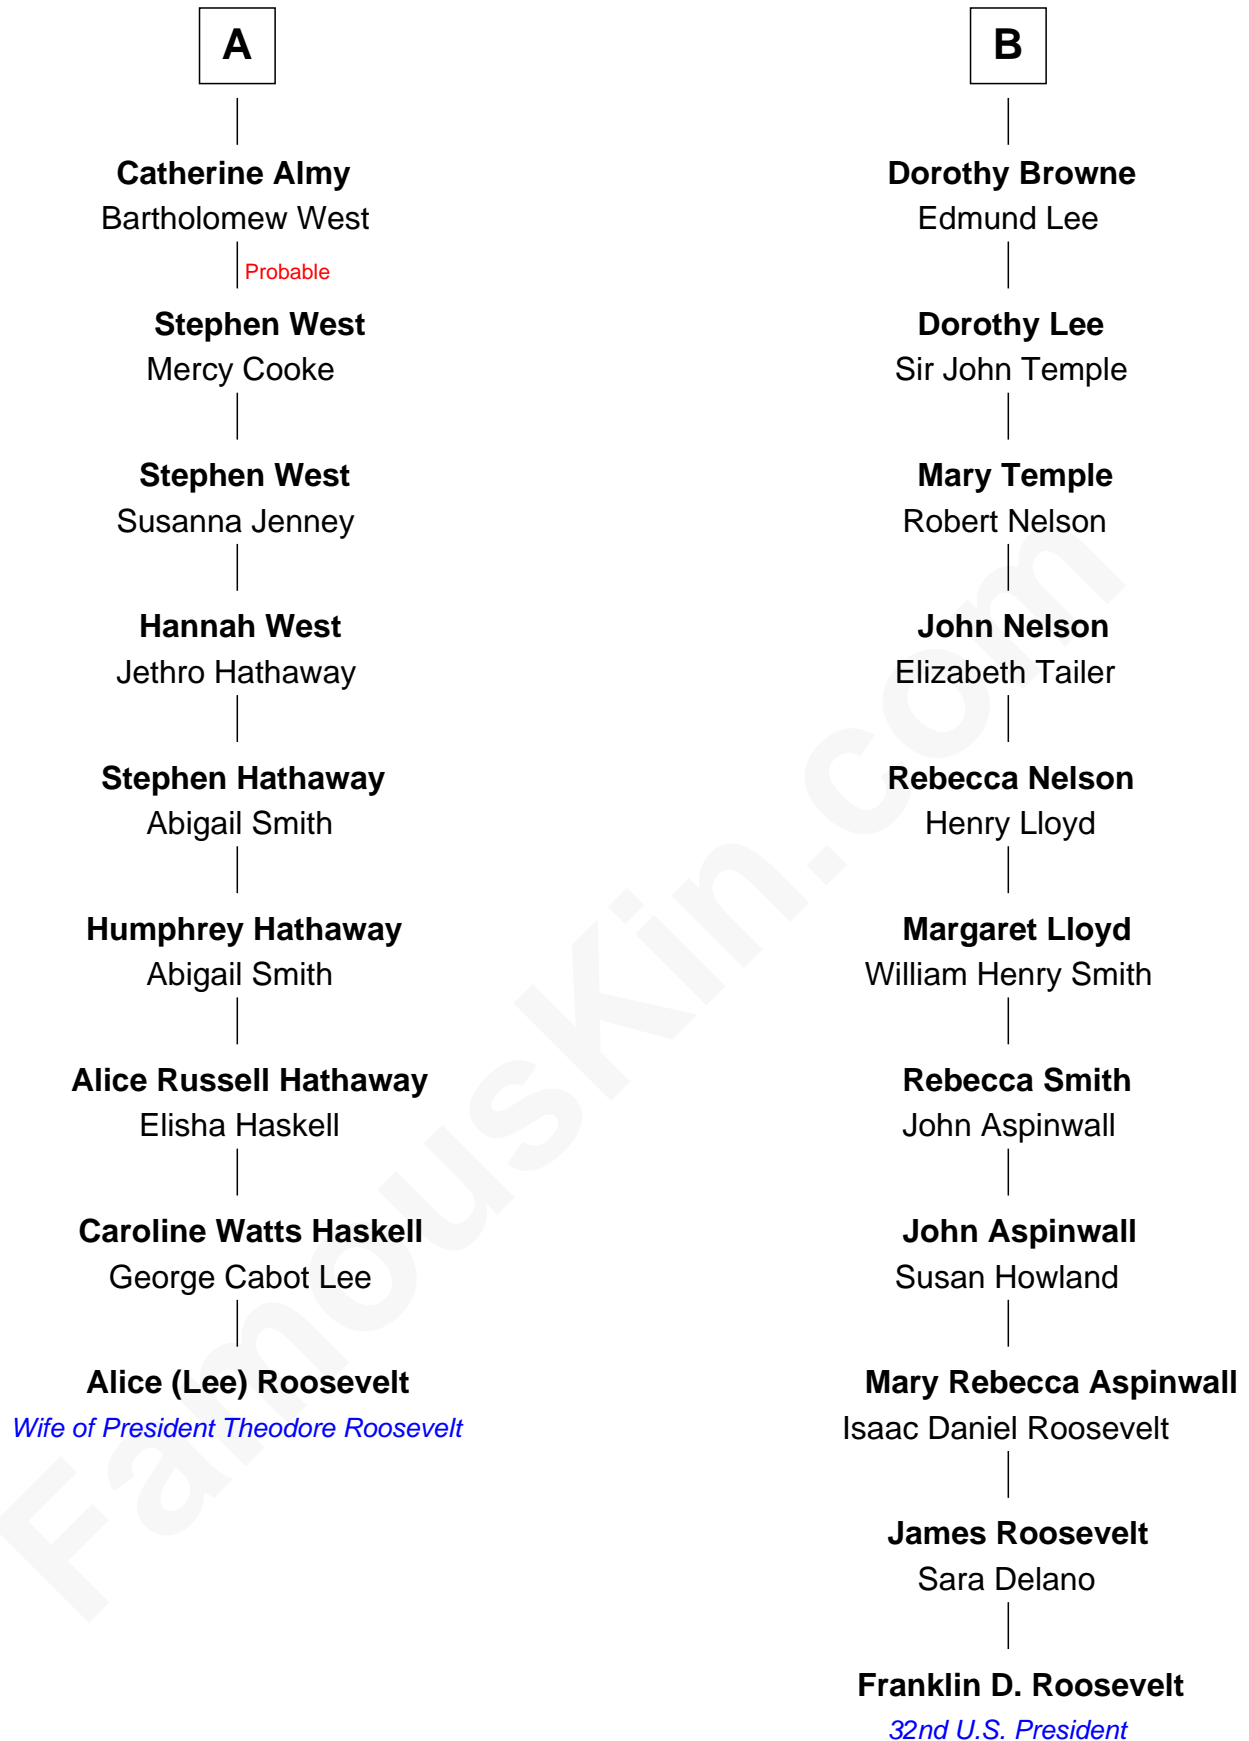 A
Catherine Almy
Bartholomew West
Probable
Stephen West
Mercy Cooke
Stephen West
Susanna Jenney
Hannah West
Jethro Hathaway
Stephen Hathaway
Abigail Smith
Humphrey Hathaway
Abigail Smith
Alice Russell Hathaway
Elisha Haskell
Caroline Watts Haskell
George Cabot Lee
Alice (Lee) Roosevelt
Wife of President Theodore Roosevelt
B
Dorothy Browne
Edmund Lee
Dorothy Lee
Sir John Temple
Mary Temple
Robert Nelson
John Nelson
Elizabeth Tailer
Rebecca Nelson
Henry Lloyd
Margaret Lloyd
William Henry Smith
Rebecca Smith
John Aspinwall
John Aspinwall
Susan Howland
Mary Rebecca Aspinwall
Isaac Daniel Roosevelt
James Roosevelt
Sara Delano
Franklin D. Roosevelt
32nd U.S. President
FamousKin.com